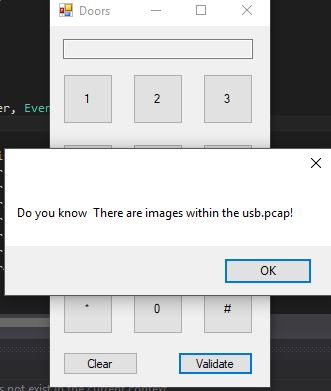 Doors
er, Even
1 2 3
Do you know  There are images within the usb.pcap!
OK
* 0 #
Clear Validate
s not exist in the current context